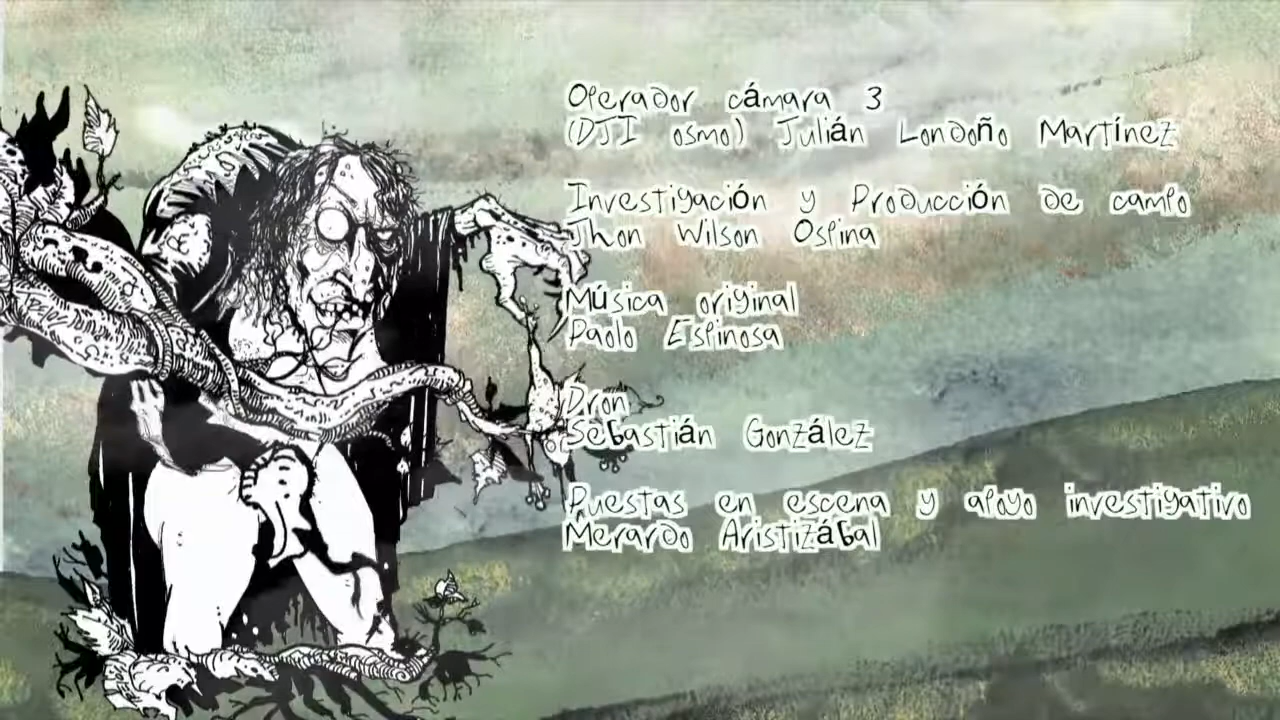 Operador cámara 3
(DJI osmo) Julián Londoño Martínez
Investigación y Producción de campo
Jhon Wilson Ospina
Música original
Paolo Espinosa
Dron
Sebastián González
Puestas en escena y apoyo investigativo
Merardo Aristizábal